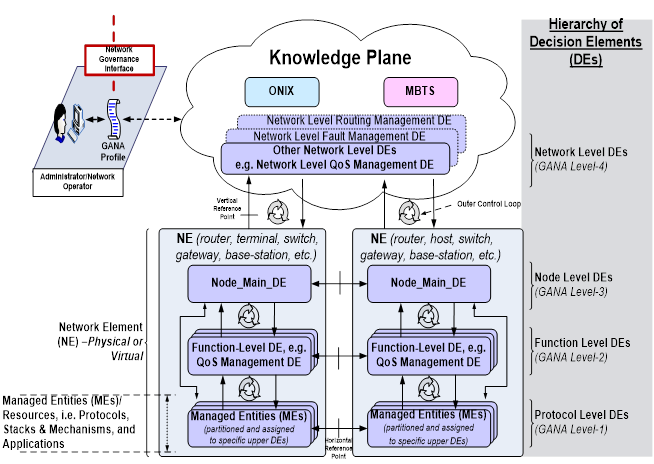 Hierarchy of
Decision Elements
(DEs)
Network
Governance
Interface
Knowledge Plane
ONIX
MBTS
GANA
Profile
Administrator/Network
Operator
Network Level Routing Management DE
Network Level Fault Management DE
Other Network Level DEs
e.g. Network Level QoS Management DE
Network Level DEs
(GANA Level-4)
Vertical
Reference
Point
Outer Control Loop
NE (router, terminal, switch,
gateway, base-station, etc.)
NE (router, host, switch,
gateway, base-station, etc.)
Node_Main_DE
Node_Main_DE
Node Level DEs
(GANA Level-3)
Network Element
(NE) –Physical or
Virtual
Function-Level DE, e.g.
QoS Management DE
Function-Level DE, e.g.
QoS Management DE
Function Level DEs
(GANA Level-2)
Managed Entities (MEs)/
Resources, i.e. Protocols,
Stacks & Mechanisms, and
Applications
Managed Entities (MEs)
(partitioned and assigned
to specific upper DEs)
Horizontal
Reference
Point
Managed Entities (MEs)
(partitioned and assigned
to specific upper DEs)
Protocol Level DEs
(GANA Level-1)